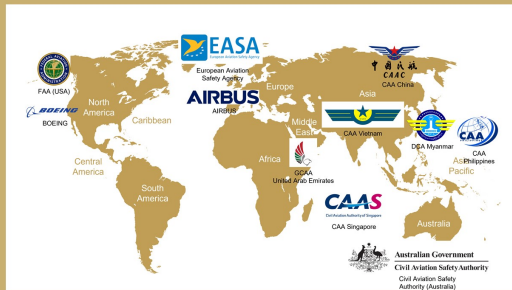 EASA
European Aviation Safety Agency
European Aviation
Safety Agency
FAA (USA)
BOEING
BOEING
AIRBUS
AIRBUS
中国民航
CAAC
CAA China
North
America
Caribbean
Europe
Asia
Middle
East
CAA Vietnam
DCA Myanmar
CAA
CAA
Philippines
Asia
Pacific
Central
America
South
America
Africa
GCAA
United Arab Emirates
CAAS
Civil Aviation Authority of Singapore
CAA Singapore
Australia
Australian Government
Civil Aviation Safety Authority
Civil Aviation Safety
Authority (Australia)